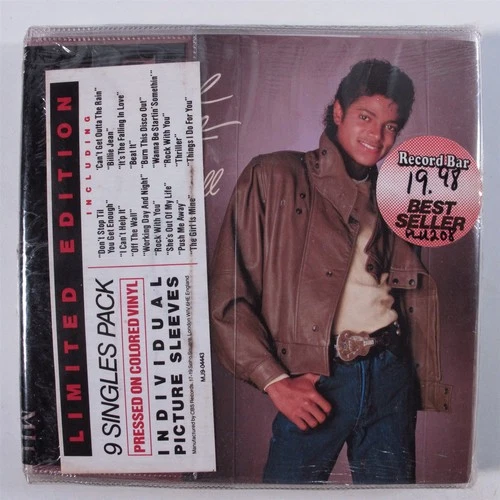 LIMITED EDITION
INCLUDING
"Don't Stop Til
You Get Enough"
"I Can't Help It"
"Off The Wall"
"Working Day And Night"
"Rock With You"
"She's Out Of My Life"
"Push Me Away"
"The Girl Is Mine"
"Can't Get Outta The Rain"
"Billie Jean"
"It's The Falling In Love"
"Beat It"
"Burn This Disco Out"
"Wanna Be Startin' Somethin'"
"Rock With You"
"Thriller"
"Things I Do For You"
9 SINGLES PACK
PRESSED ON COLORED VINYL
INDIVIDUAL
PICTURE SLEEVES
MJ9-04443
Record Bar
19.98
BEST
SELLER